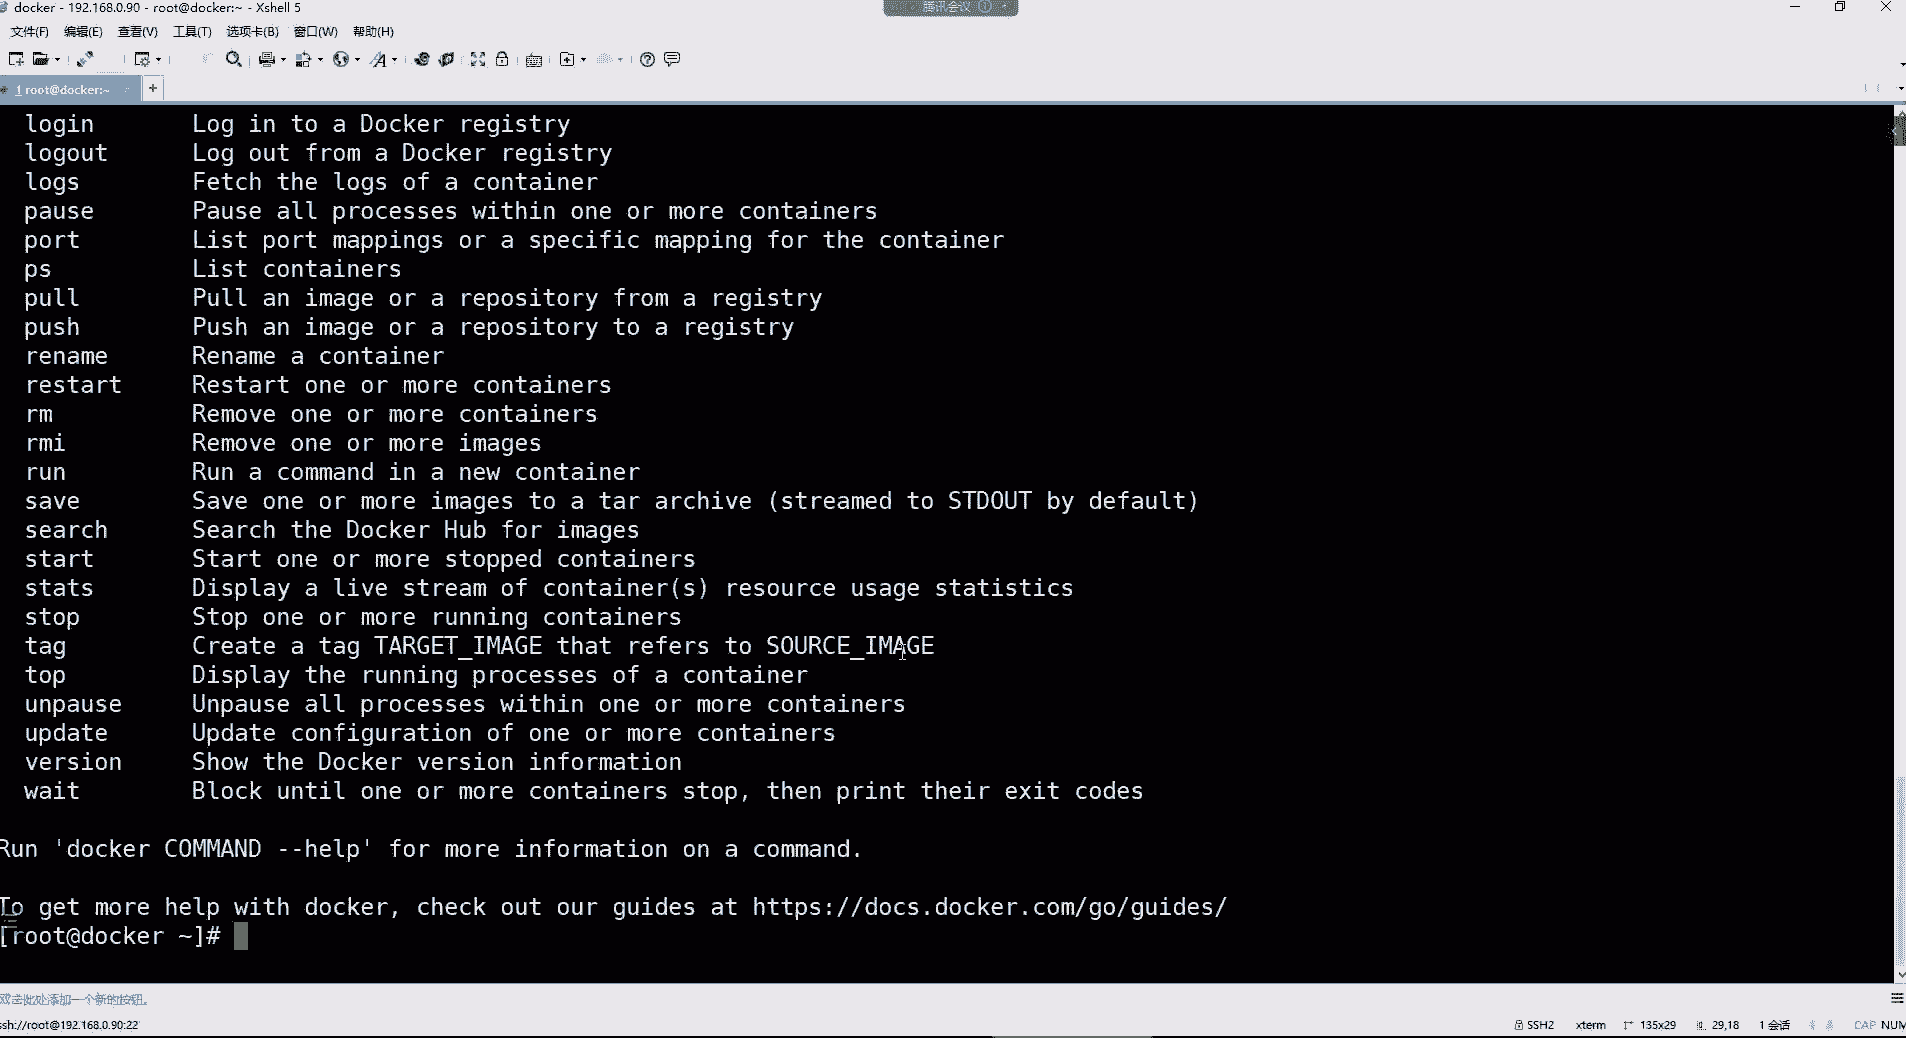 docker - 192.168.0.90 - root@docker:~ - Xshell 5
腾讯会议
文件(F) 编辑(E) 查看(V) 工具(T) 选项卡(B) 窗口(W) 帮助(H)
1 root@docker:~ +
login Log in to a Docker registry
logout Log out from a Docker registry
logs Fetch the logs of a container
pause Pause all processes within one or more containers
port List port mappings or a specific mapping for the container
ps List containers
pull Pull an image or a repository from a registry
push Push an image or a repository to a registry
rename Rename a container
restart Restart one or more containers
rm Remove one or more containers
rmi Remove one or more images
run Run a command in a new container
save Save one or more images to a tar archive (streamed to STDOUT by default)
search Search the Docker Hub for images
start Start one or more stopped containers
stats Display a live stream of container(s) resource usage statistics
stop Stop one or more running containers
tag Create a tag TARGET_IMAGE that refers to SOURCE_IMAGE
top Display the running processes of a container
unpause Unpause all processes within one or more containers
update Update configuration of one or more containers
version Show the Docker version information
wait Block until one or more containers stop, then print their exit codes
Run 'docker COMMAND --help' for more information on a command.
To get more help with docker, check out our guides at https://docs.docker.com/go/guides/
[root@docker ~]#
双击此处添加一个新的按钮。
ssh://root@192.168.0.90:22
SSH2 xterm 135x29 29,18 1 会话 CAP NUM